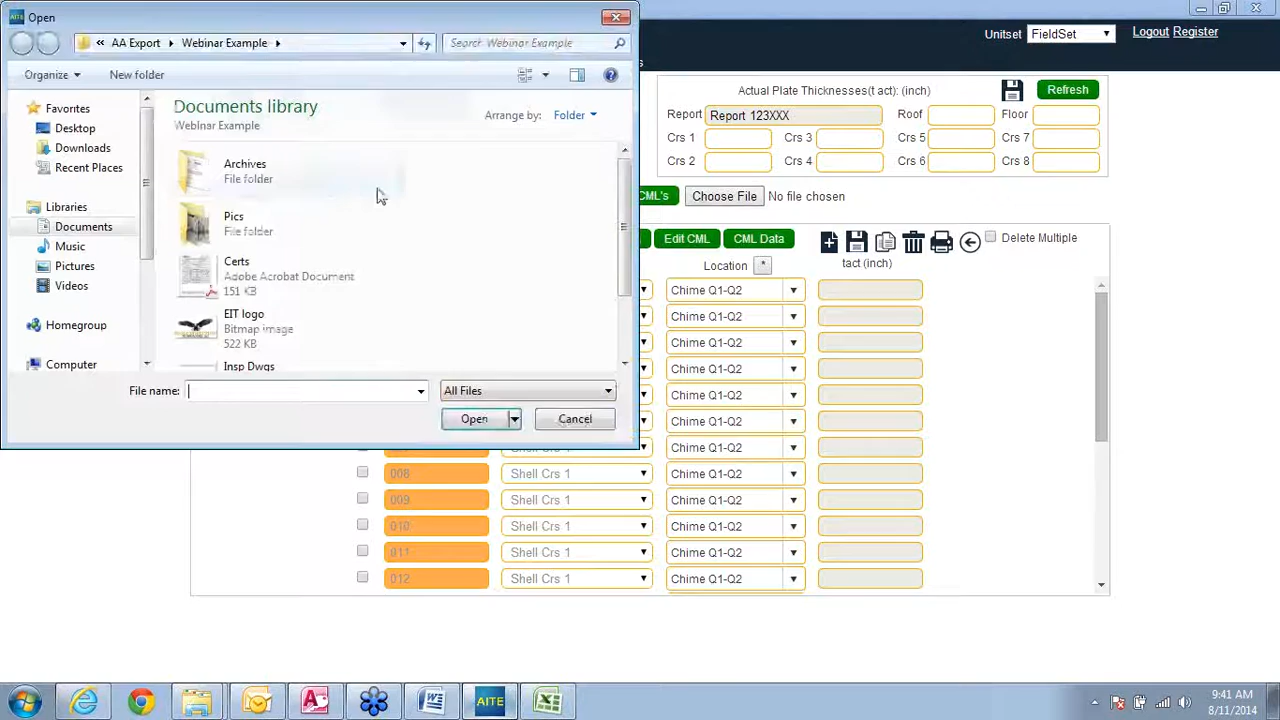 Open
« AA Export Webinar Example
Search Webinar Example
Organize New folder
Favorites
Desktop
Downloads
Recent Places
Libraries
Documents
Music
Pictures
Videos
Homegroup
Computer
Documents library
Webinar Example
Arrange by: Folder
Archives
File folder
Pics
File folder
Certs
Adobe Acrobat Document
151 KB
EIT logo
Bitmap image
522 KB
Insp Dwgs
File name: All Files
Open Cancel
Unitset FieldSet Logout Register
Actual Plate Thicknesses(t act): (inch) Refresh
Report Report 123XXX Roof Floor
Crs 1 Crs 3 Crs 5 Crs 7
Crs 2 Crs 4 Crs 6 Crs 8
CML's Choose File No file chosen
Edit CML CML Data Delete Multiple
Location * tact (inch)
Chime Q1-Q2
Chime Q1-Q2
Chime Q1-Q2
Chime Q1-Q2
Chime Q1-Q2
Chime Q1-Q2
Chime Q1-Q2
008 Shell Crs 1 Chime Q1-Q2
009 Shell Crs 1 Chime Q1-Q2
010 Shell Crs 1 Chime Q1-Q2
011 Shell Crs 1 Chime Q1-Q2
012 Shell Crs 1 Chime Q1-Q2
AITE
9:41 AM
8/11/2014